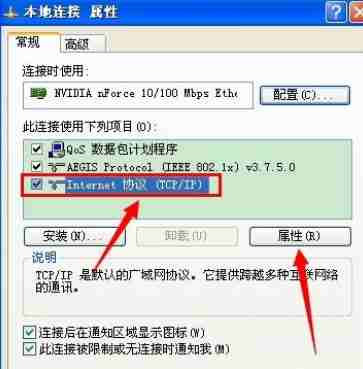 本地连接 属性
常规
高级
连接时使用:
NVIDIA nForce 10/100 Mbps Ethe
配置(C)...
此连接使用下列项目(O):
QoS 数据包计划程序
AEGIS Protocol (IEEE 802.1x) v3.7.5.0
Internet 协议 (TCP/IP)
安装(N)...
卸载(U)
属性(R)
说明
TCP/IP 是默认的广域网协议。它提供跨越多种互联网络
的通讯。
连接后在通知区域显示图标(W)
此连接被限制或无连接时通知我(M)